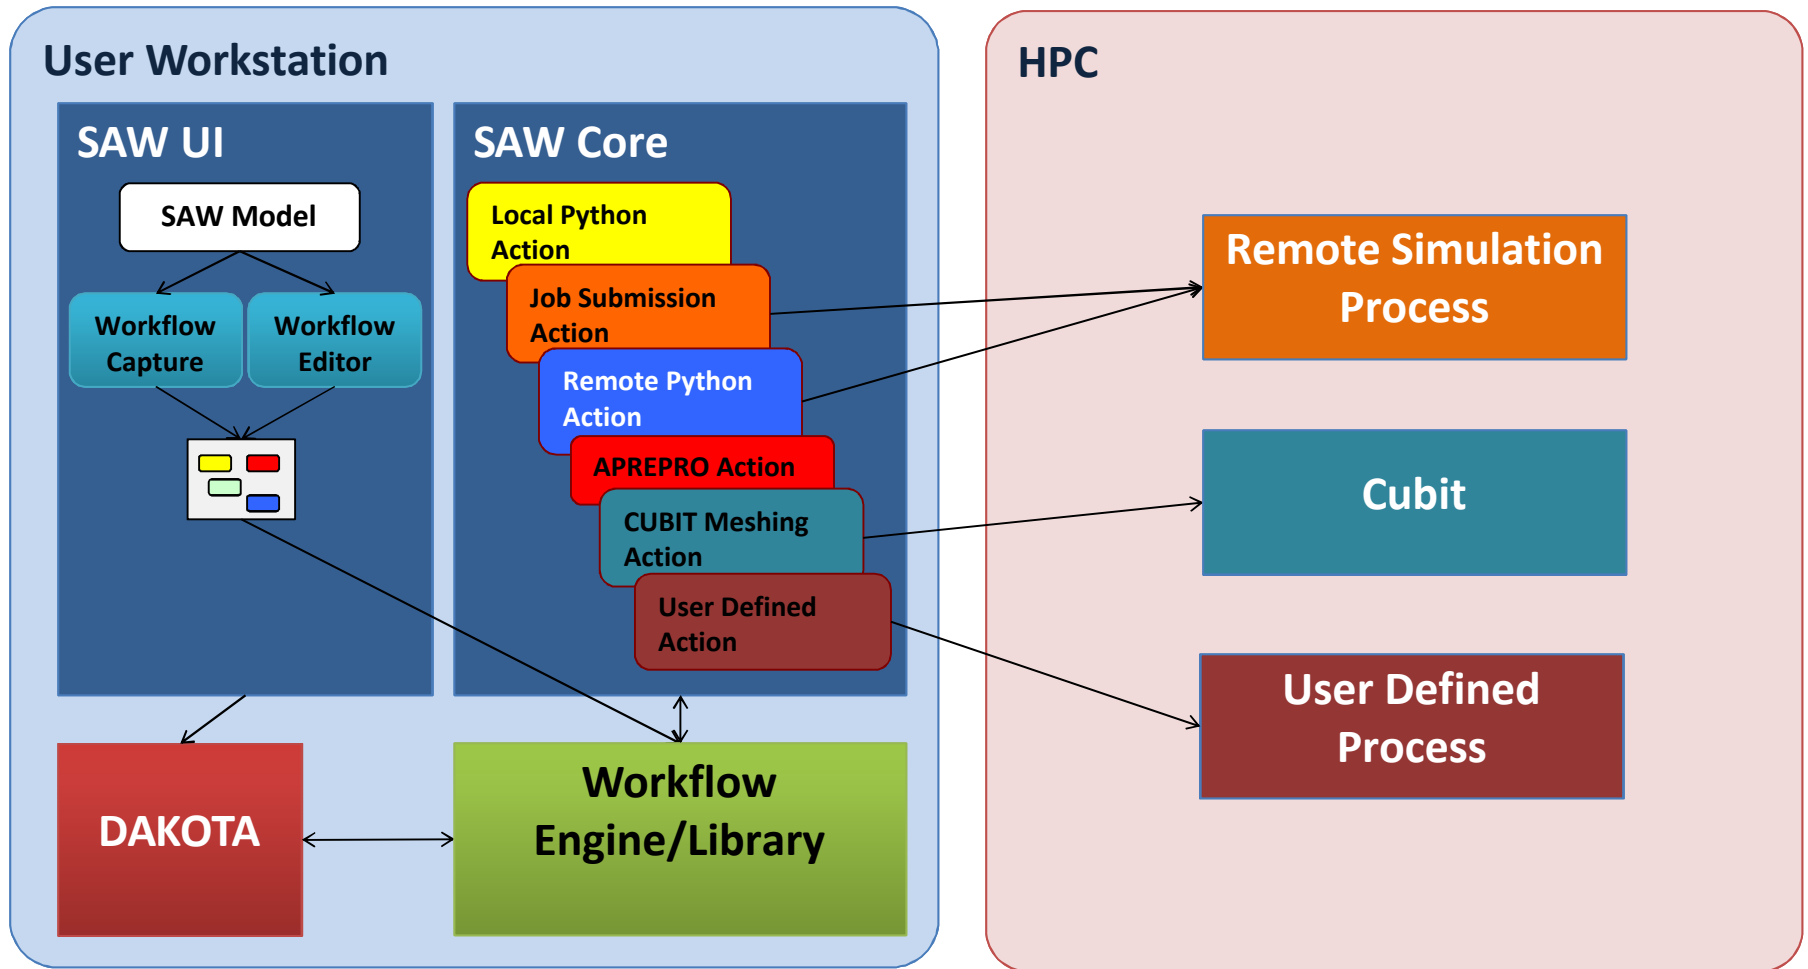 User Workstation
SAW UI
SAW Model
Workflow
Capture
Workflow
Editor
SAW Core
Local Python
Action
Job Submission
Action
Remote Python
Action
APREPRO Action
CUBIT Meshing
Action
User Defined
Action
DAKOTA
Workflow
Engine/Library
HPC
Remote Simulation
Process
Cubit
User Defined
Process